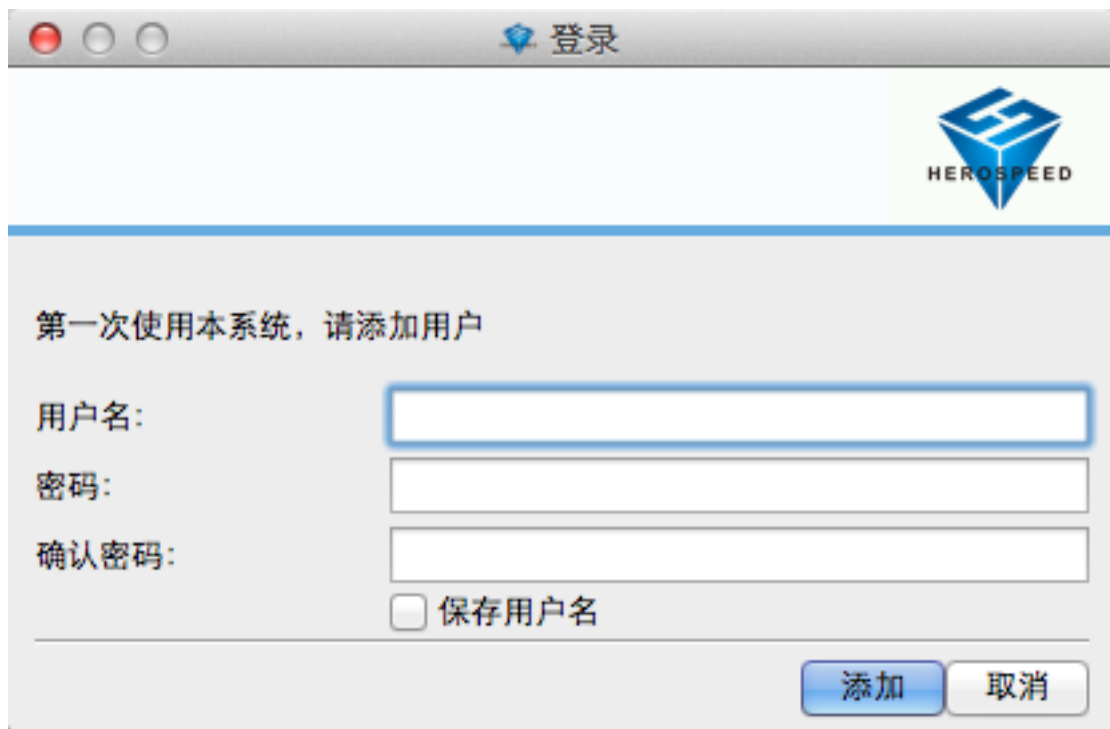 登录
HEROSPEED
第一次使用本系统，请添加用户
用户名：
密码：
确认密码：
保存用户名
添加 取消